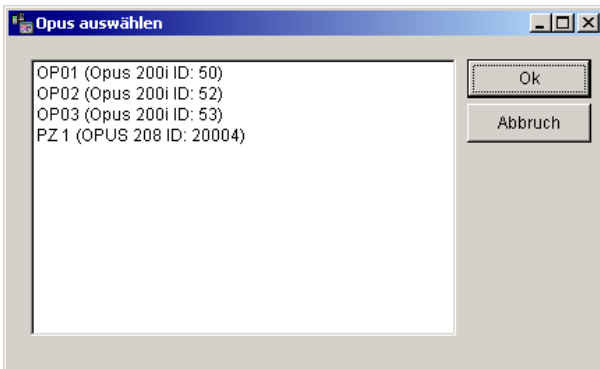 Opus auswählen
OP01 (Opus 200i ID: 50)
OP02 (Opus 200i ID: 52)
OP03 (Opus 200i ID: 53)
PZ 1 (OPUS 208 ID: 20004)
Ok
Abbruch